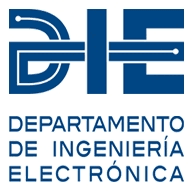 DIE
DEPARTAMENTO
DE INGENIERÍA
ELECTRÓNICA